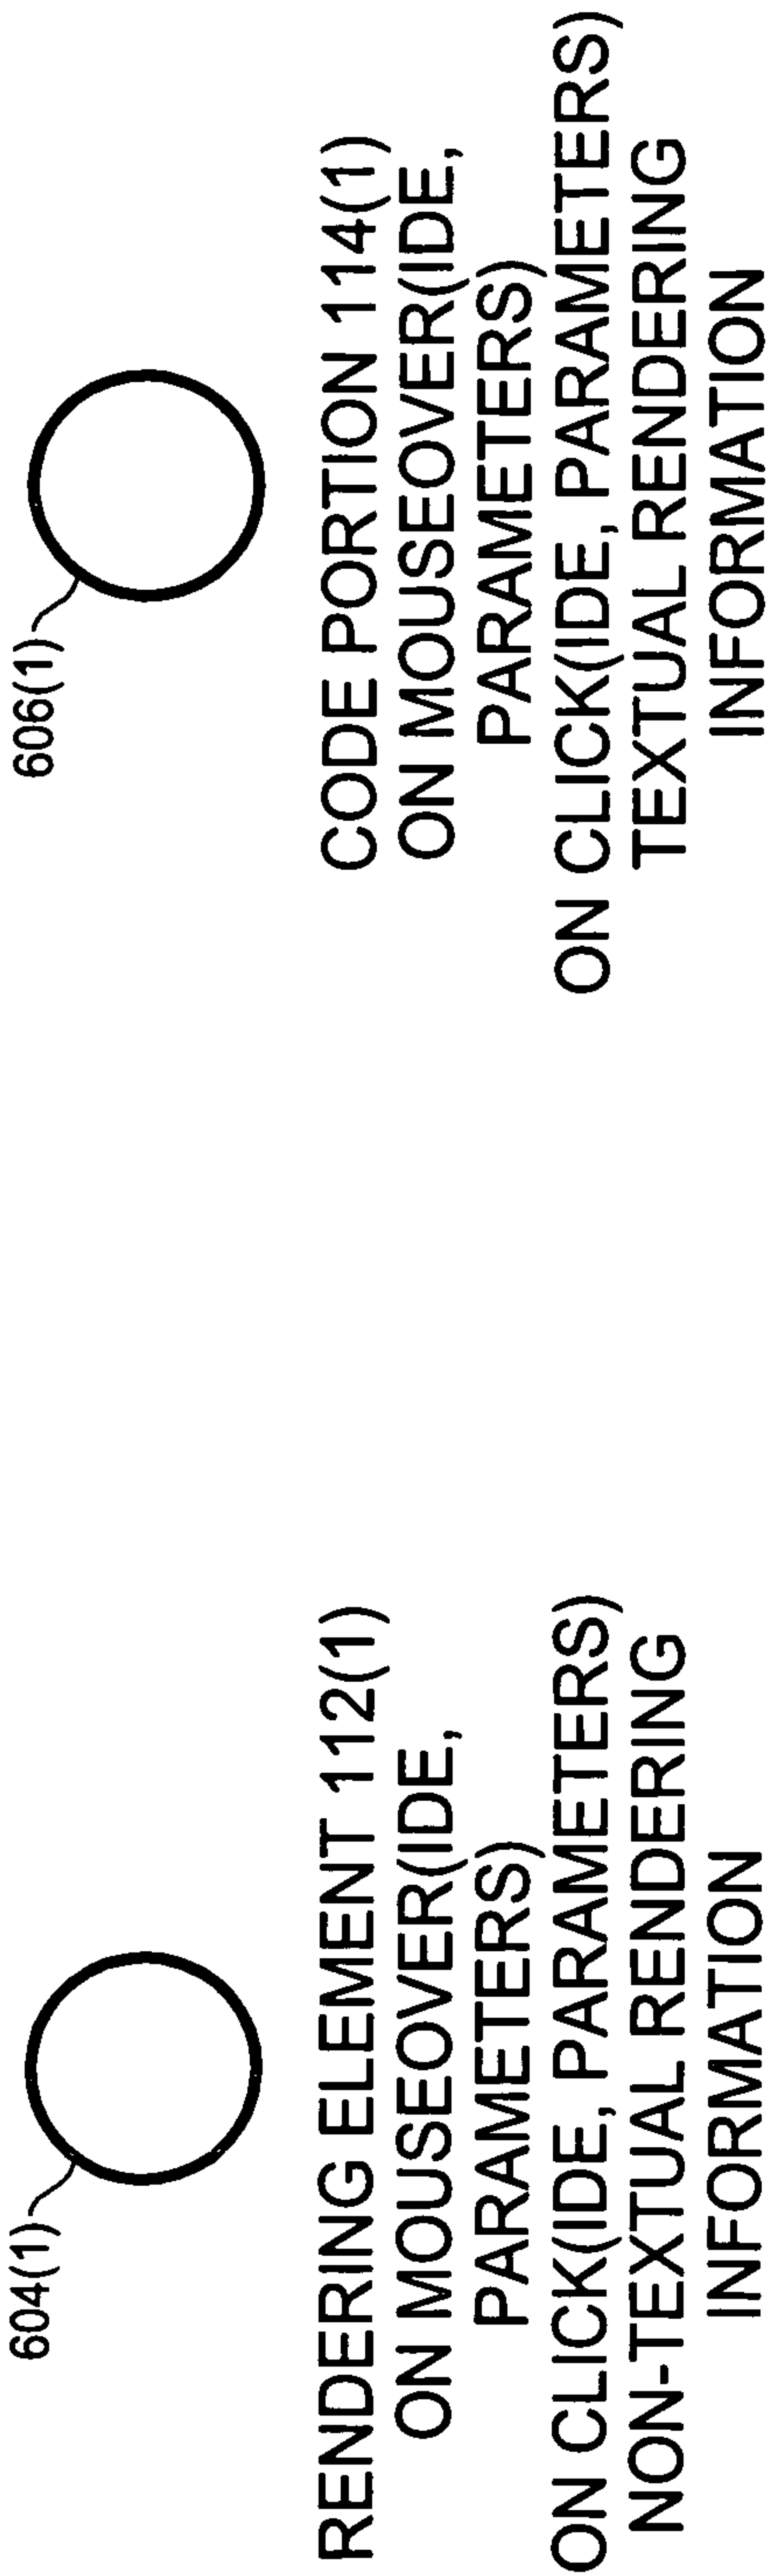 604(1)
RENDERING ELEMENT 112(1)
ON MOUSEOVER(IDE,
PARAMETERS)
ON CLICK(IDE, PARAMETERS)
NON-TEXTUAL RENDERING
INFORMATION
606(1)
CODE PORTION 114(1)
ON MOUSEOVER(IDE,
PARAMETERS)
ON CLICK(IDE, PARAMETERS)
TEXTUAL RENDERING
INFORMATION